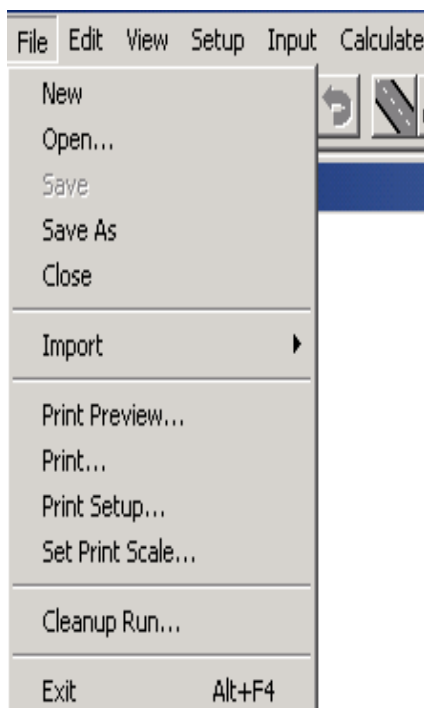 File Edit View Setup Input Calculate
New
Open...
Save
Save As
Close
Import
Print Preview...
Print...
Print Setup...
Set Print Scale...
Cleanup Run...
Exit Alt+F4